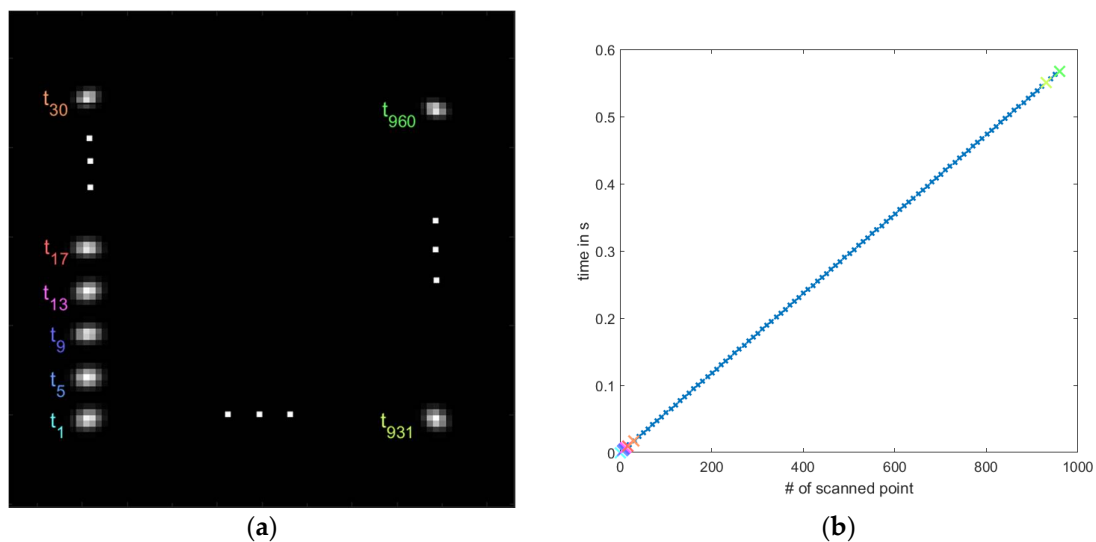 t30
t960
t17
t13
t9
t5
t1
t931
(a)
0.6
0.5
0.4
0.3
0.2
0.1
0
time in s
0 200 400 600 800 1000
# of scanned point
(b)